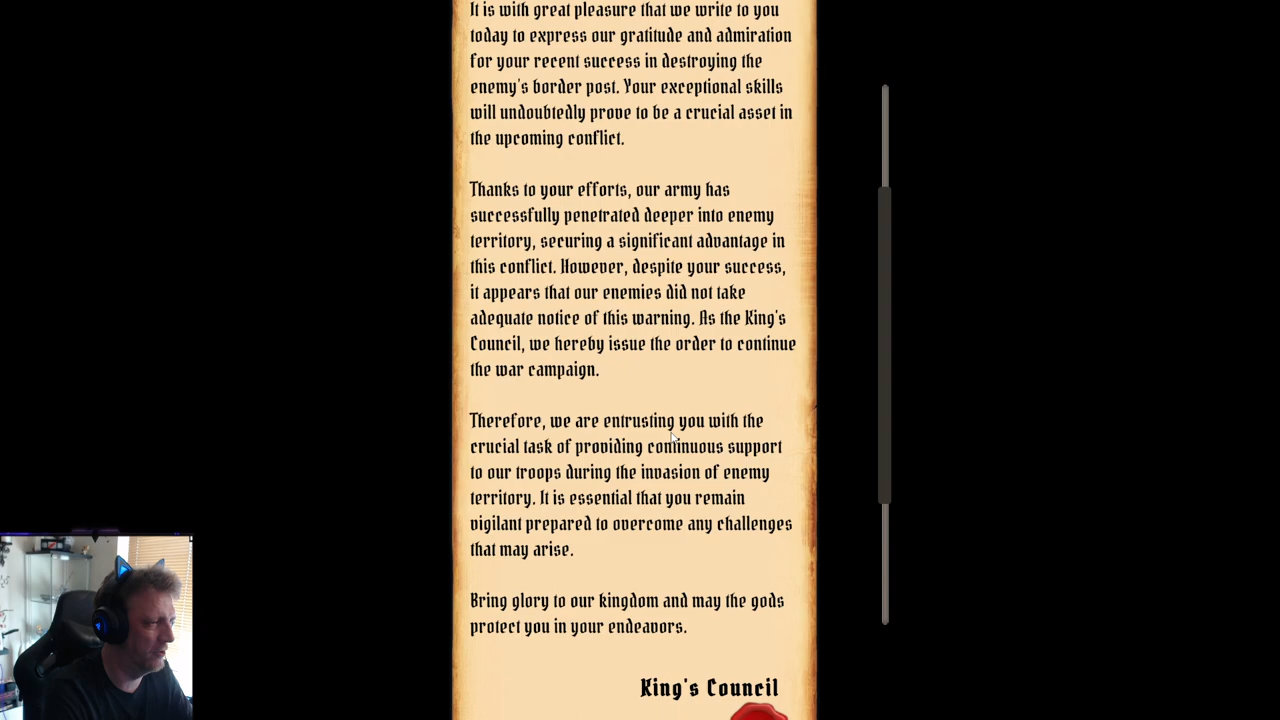 It is with great pleasure that we write to you
today to express our gratitude and admiration
for your recent success in destroying the
enemy's border post. Your exceptional skills
will undoubtedly prove to be a crucial asset in
the upcoming conflict.
Thanks to your efforts, our army has
successfully penetrated deeper into enemy
territory, securing a significant advantage in
this conflict. However, despite your success,
it appears that our enemies did not take
adequate notice of this warning. As the King's
Council, we hereby issue the order to continue
the war campaign.
Therefore, we are entrusting you with the
crucial task of providing continuous support
to our troops during the invasion of enemy
territory. It is essential that you remain
vigilant prepared to overcome any challenges
that may arise.
Bring glory to our kingdom and may the gods
protect you in your endeavors.
King's Council